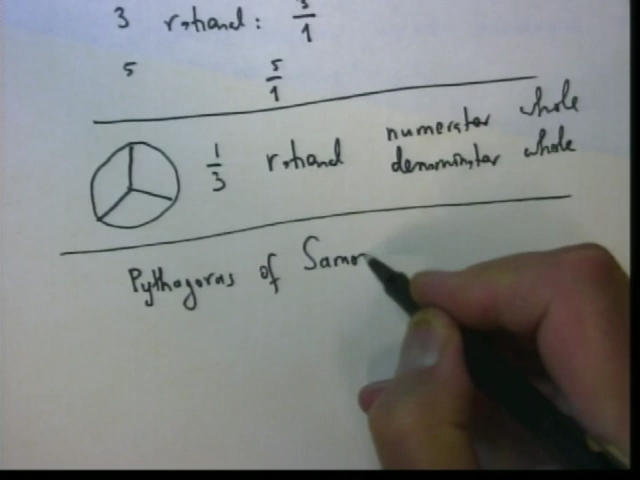 3 rational: 3/1
5 5/1
1/3 rational numerator whole
denominator whole
Pythagoras of Samo